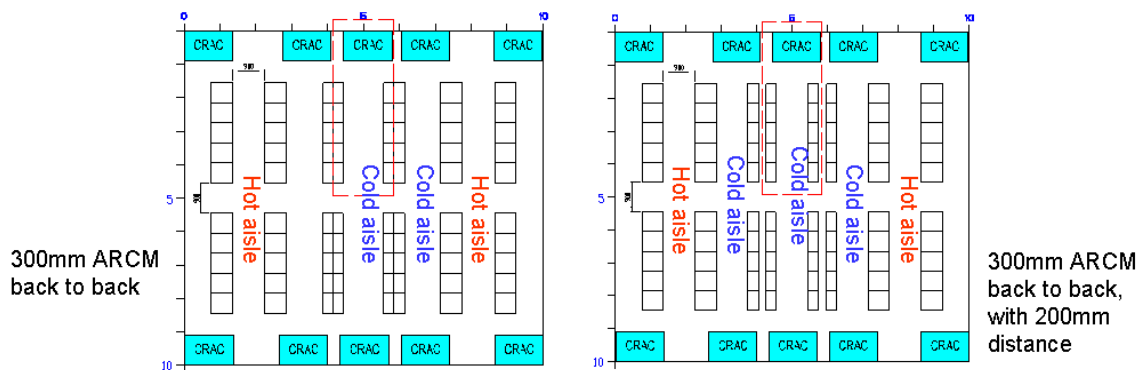 0 5 10
CRAC CRAC CRAC CRAC CRAC
900
900
Hot aisle
Cold aisle
Cold aisle
Hot aisle
5
10
CRAC CRAC CRAC CRAC CRAC
300mm ARCM
back to back
0 10
CRAC CRAC CRAC CRAC CRAC
900
Hot aisle
Cold aisle
Cold aisle
Cold aisle
Hot aisle
5
10
CRAC CRAC CRAC CRAC CRAC
300mm ARCM
back to back,
with 200mm
distance